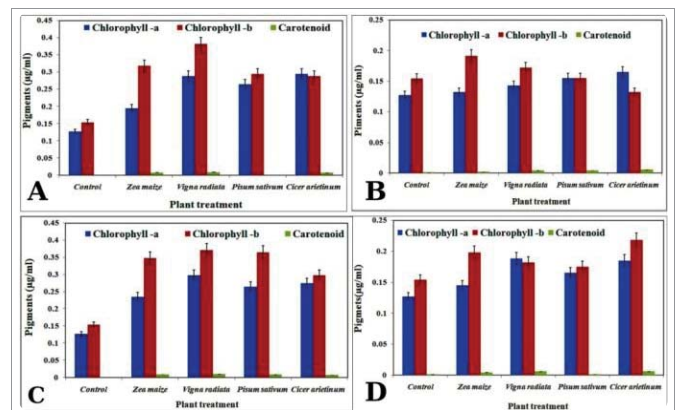 0.45
Chlorophyll -a Chlorophyll -b Carotenoid
0.4
0.35
0.3
0.25
0.2
0.15
0.1
0.05
0
Pigments (µg/ml)
Control Zea maize Vigna radiata Pisum sativum Cicer arietinum
Plant treatment
A
0.25
Chlorophyll -a Chlorophyll -b Carotenoid
0.2
0.15
0.1
0.05
0
Piments (µg/ml)
Control Zea maize Vigna radiata Pisum sativum Cicer arietinum
Plant treatment
B
0.45
Chlorophyll -a Chlorophyll -b Carotenoid
0.4
0.35
0.3
0.25
0.2
0.15
0.1
0.05
0
Pigments (µg/ml)
Control Zea maize Vigna radiata Pisum sativum Cicer arietinum
Plant treatment
C
0.25
Chlorophyll -a Chlorophyll -b Carotenoid
0.2
0.15
0.1
0.05
0
Pigmets(µg/ml)
Control Zea maize Vigna radiata Pisum sativum Cicer arietinum
Plant treatment
D